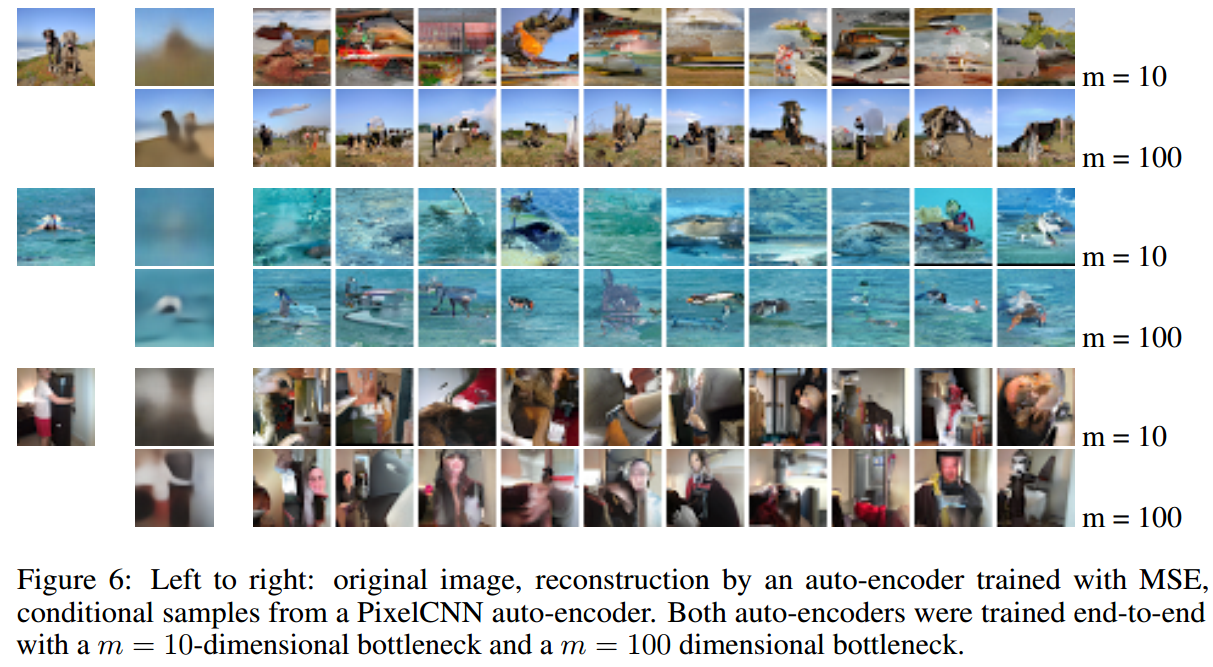 m = 10
m = 100
m = 10
m = 100
m = 10
m = 100
Figure 6: Left to right: original image, reconstruction by an auto-encoder trained with MSE,
conditional samples from a PixelCNN auto-encoder. Both auto-encoders were trained end-to-end
with a m = 10-dimensional bottleneck and a m = 100 dimensional bottleneck.